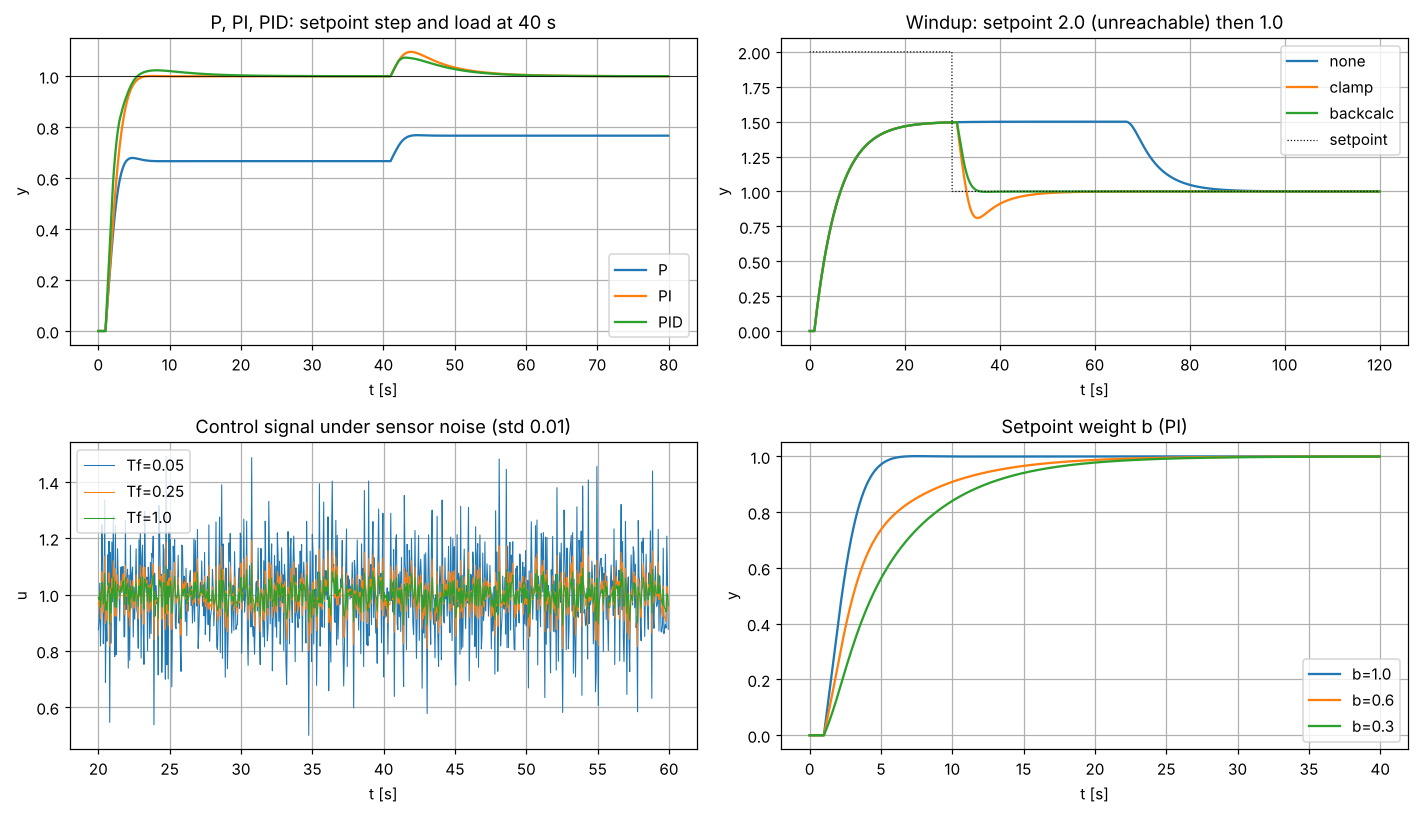 P, PI, PID: setpoint step and load at 40 s
1.0
0.8
0.6
0.4
0.2
0.0
y
P
PI
PID
0 10 20 30 40 50 60 70 80
t [s]
Windup: setpoint 2.0 (unreachable) then 1.0
2.00
1.75
1.50
1.25
1.00
0.75
0.50
0.25
0.00
y
none
clamp
backcalc
setpoint
0 20 40 60 80 100 120
t [s]
Control signal under sensor noise (std 0.01)
1.4
1.2
1.0
0.8
0.6
u
Tf=0.05
Tf=0.25
Tf=1.0
20 25 30 35 40 45 50 55 60
t [s]
Setpoint weight b (PI)
1.0
0.8
0.6
0.4
0.2
0.0
y
b=1.0
b=0.6
b=0.3
0 5 10 15 20 25 30 35 40
t [s]